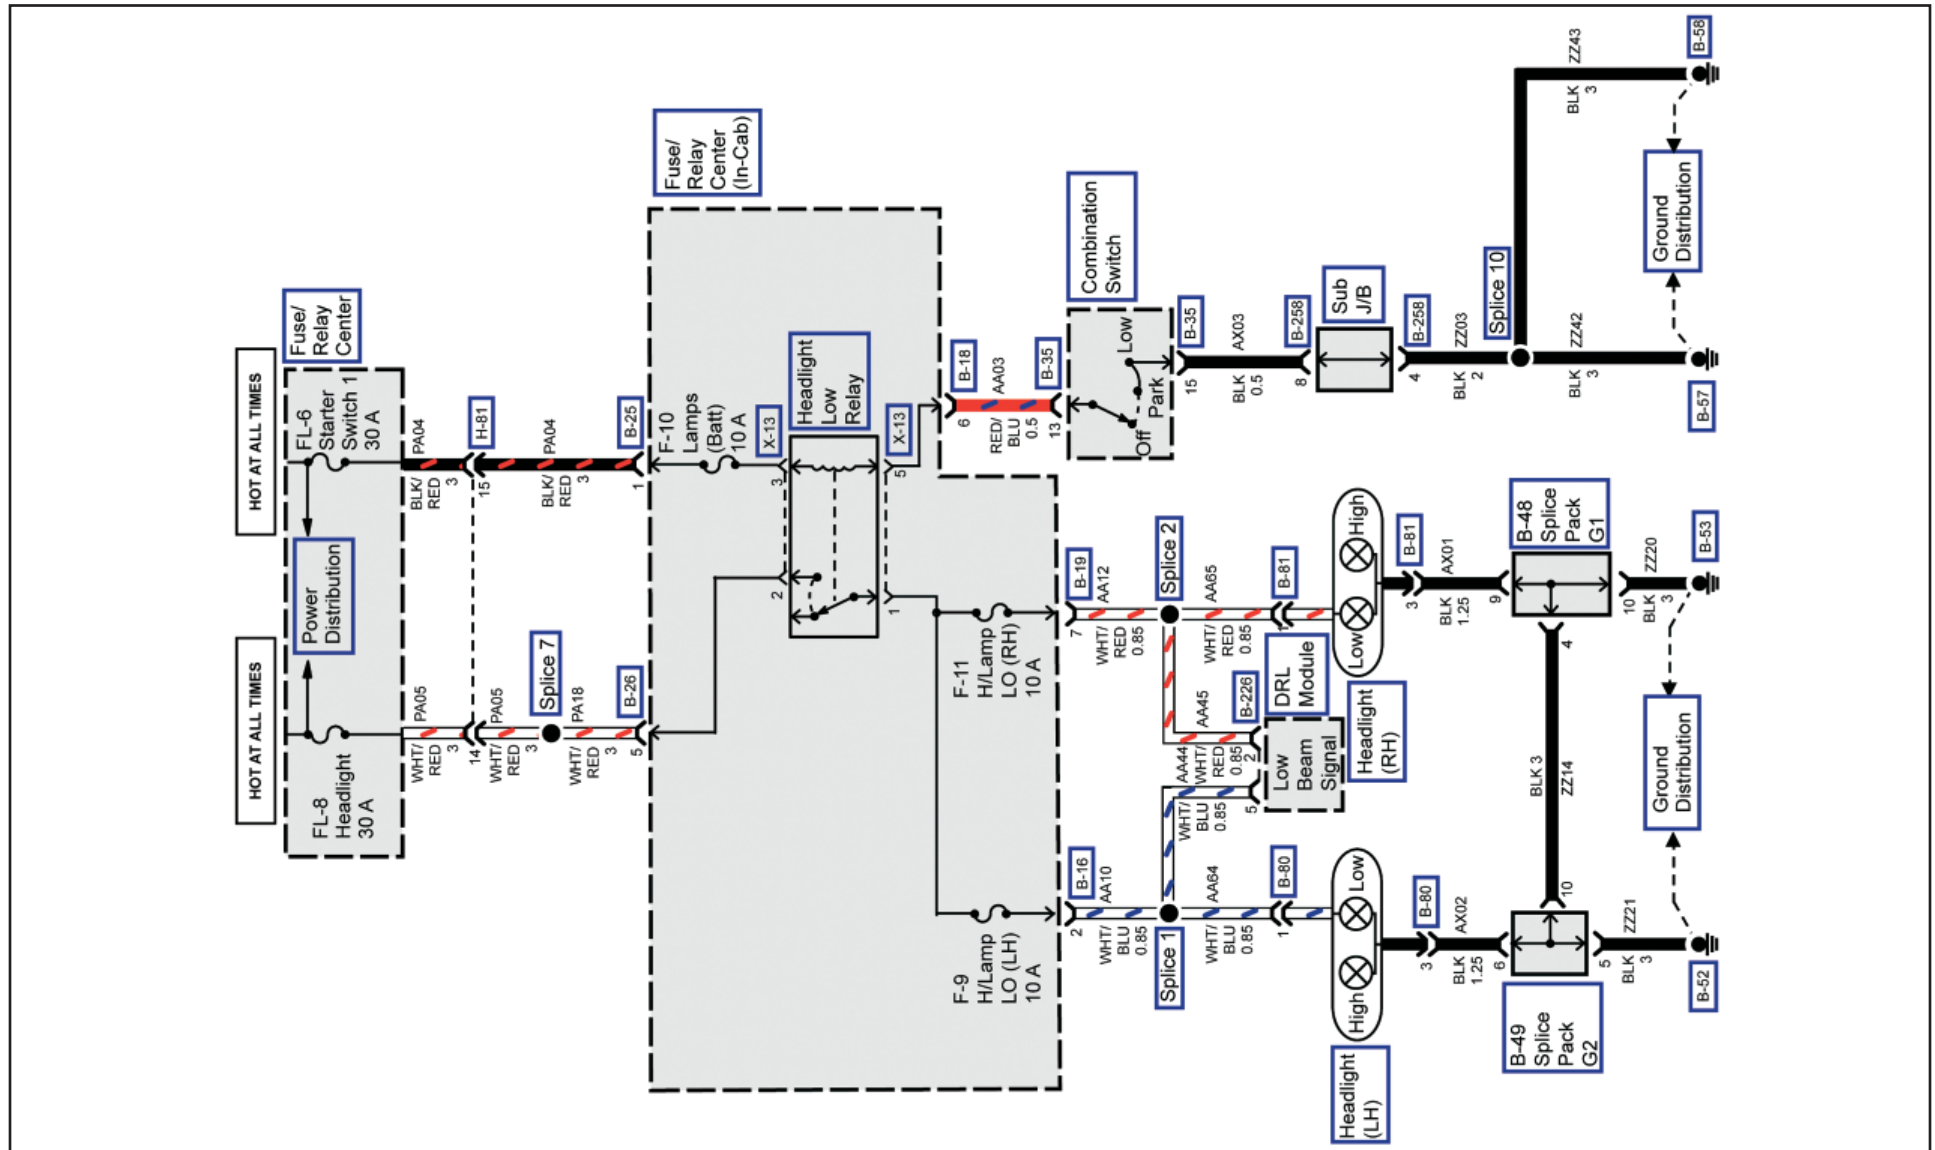 HOT AT ALL TIMES
HOT AT ALL TIMES
FL-8
Headlight
30 A
Power
Distribution
FL-6
Starter
Switch 1
30 A
Fuse/
Relay
Center
WHT/
RED
3
PA05
BLK/
RED
3
PA04
14
15
H-81
WHT/
RED
3
PA05
Splice 7
BLK/
RED
3
PA04
WHT/
RED
3
PA18
5
B-26
1
B-25
F-10
Lamps
(Batt)
10 A
Fuse/
Relay
Center
(In-Cab)
2
3
X-13
Headlight
Low
Relay
1
5
X-13
F-9
H/Lamp
LO (LH)
10 A
F-11
H/Lamp
LO (RH)
10 A
6
B-18
RED/
BLU
0.5
AA03
13
B-35
2
B-16
7
B-19
Off
Park
Low
Combination
Switch
WHT/
BLU
0.85
AA10
WHT/
RED
0.85
AA12
Splice 1
Splice 2
15
B-35
WHT/
BLU
0.85
AA44
WHT/
RED
0.85
AA45
WHT/
BLU
0.85
AA64
WHT/
RED
0.85
AA65
BLK
0.5
AX03
5
2
B-226
1
B-80
1
B-81
8
B-258
Low
Beam
Signal
DRL
Module
Sub
J/B
Headlight
(LH)
High
Low
Headlight
(RH)
Low
High
3
B-80
3
B-81
4
B-258
BLK
1.25
AX02
BLK
1.25
AX01
BLK
2
ZZ03
6
9
Splice 10
B-49
Splice
Pack
G2
B-48
Splice
Pack
G1
10
BLK 3
ZZ14
4
5
10
BLK
3
ZZ21
BLK
3
ZZ20
BLK
3
ZZ42
BLK
3
ZZ43
Ground
Distribution
Ground
Distribution
B-52
B-53
B-57
B-58